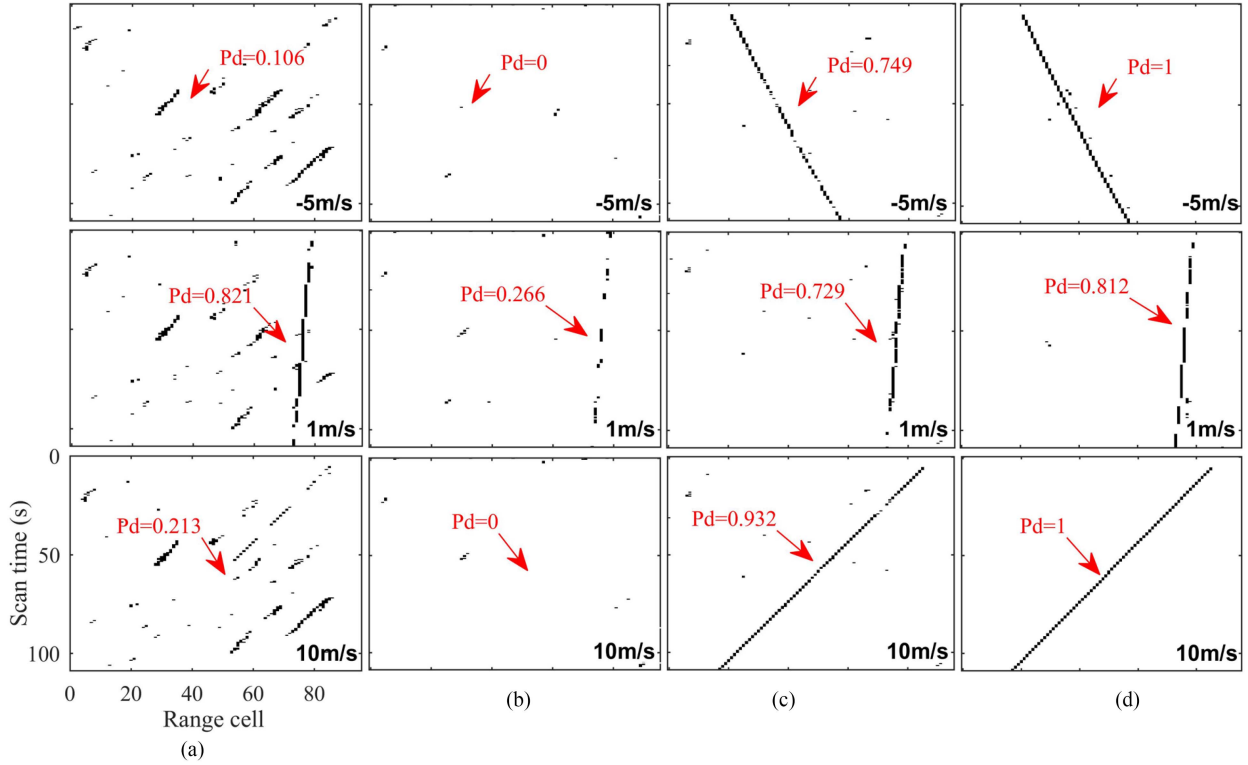 Pd=0.106
-5m/s
Pd=0
-5m/s
Pd=0.749
-5m/s
Pd=1
-5m/s
Pd=0.821
1m/s
Pd=0.266
1m/s
Pd=0.729
1m/s
Pd=0.812
1m/s
0
50
100
Scan time (s)
Pd=0.213
10m/s
Pd=0
10m/s
Pd=0.932
10m/s
Pd=1
10m/s
0 20 40 60 80
Range cell
(a)
(b)
(c)
(d)